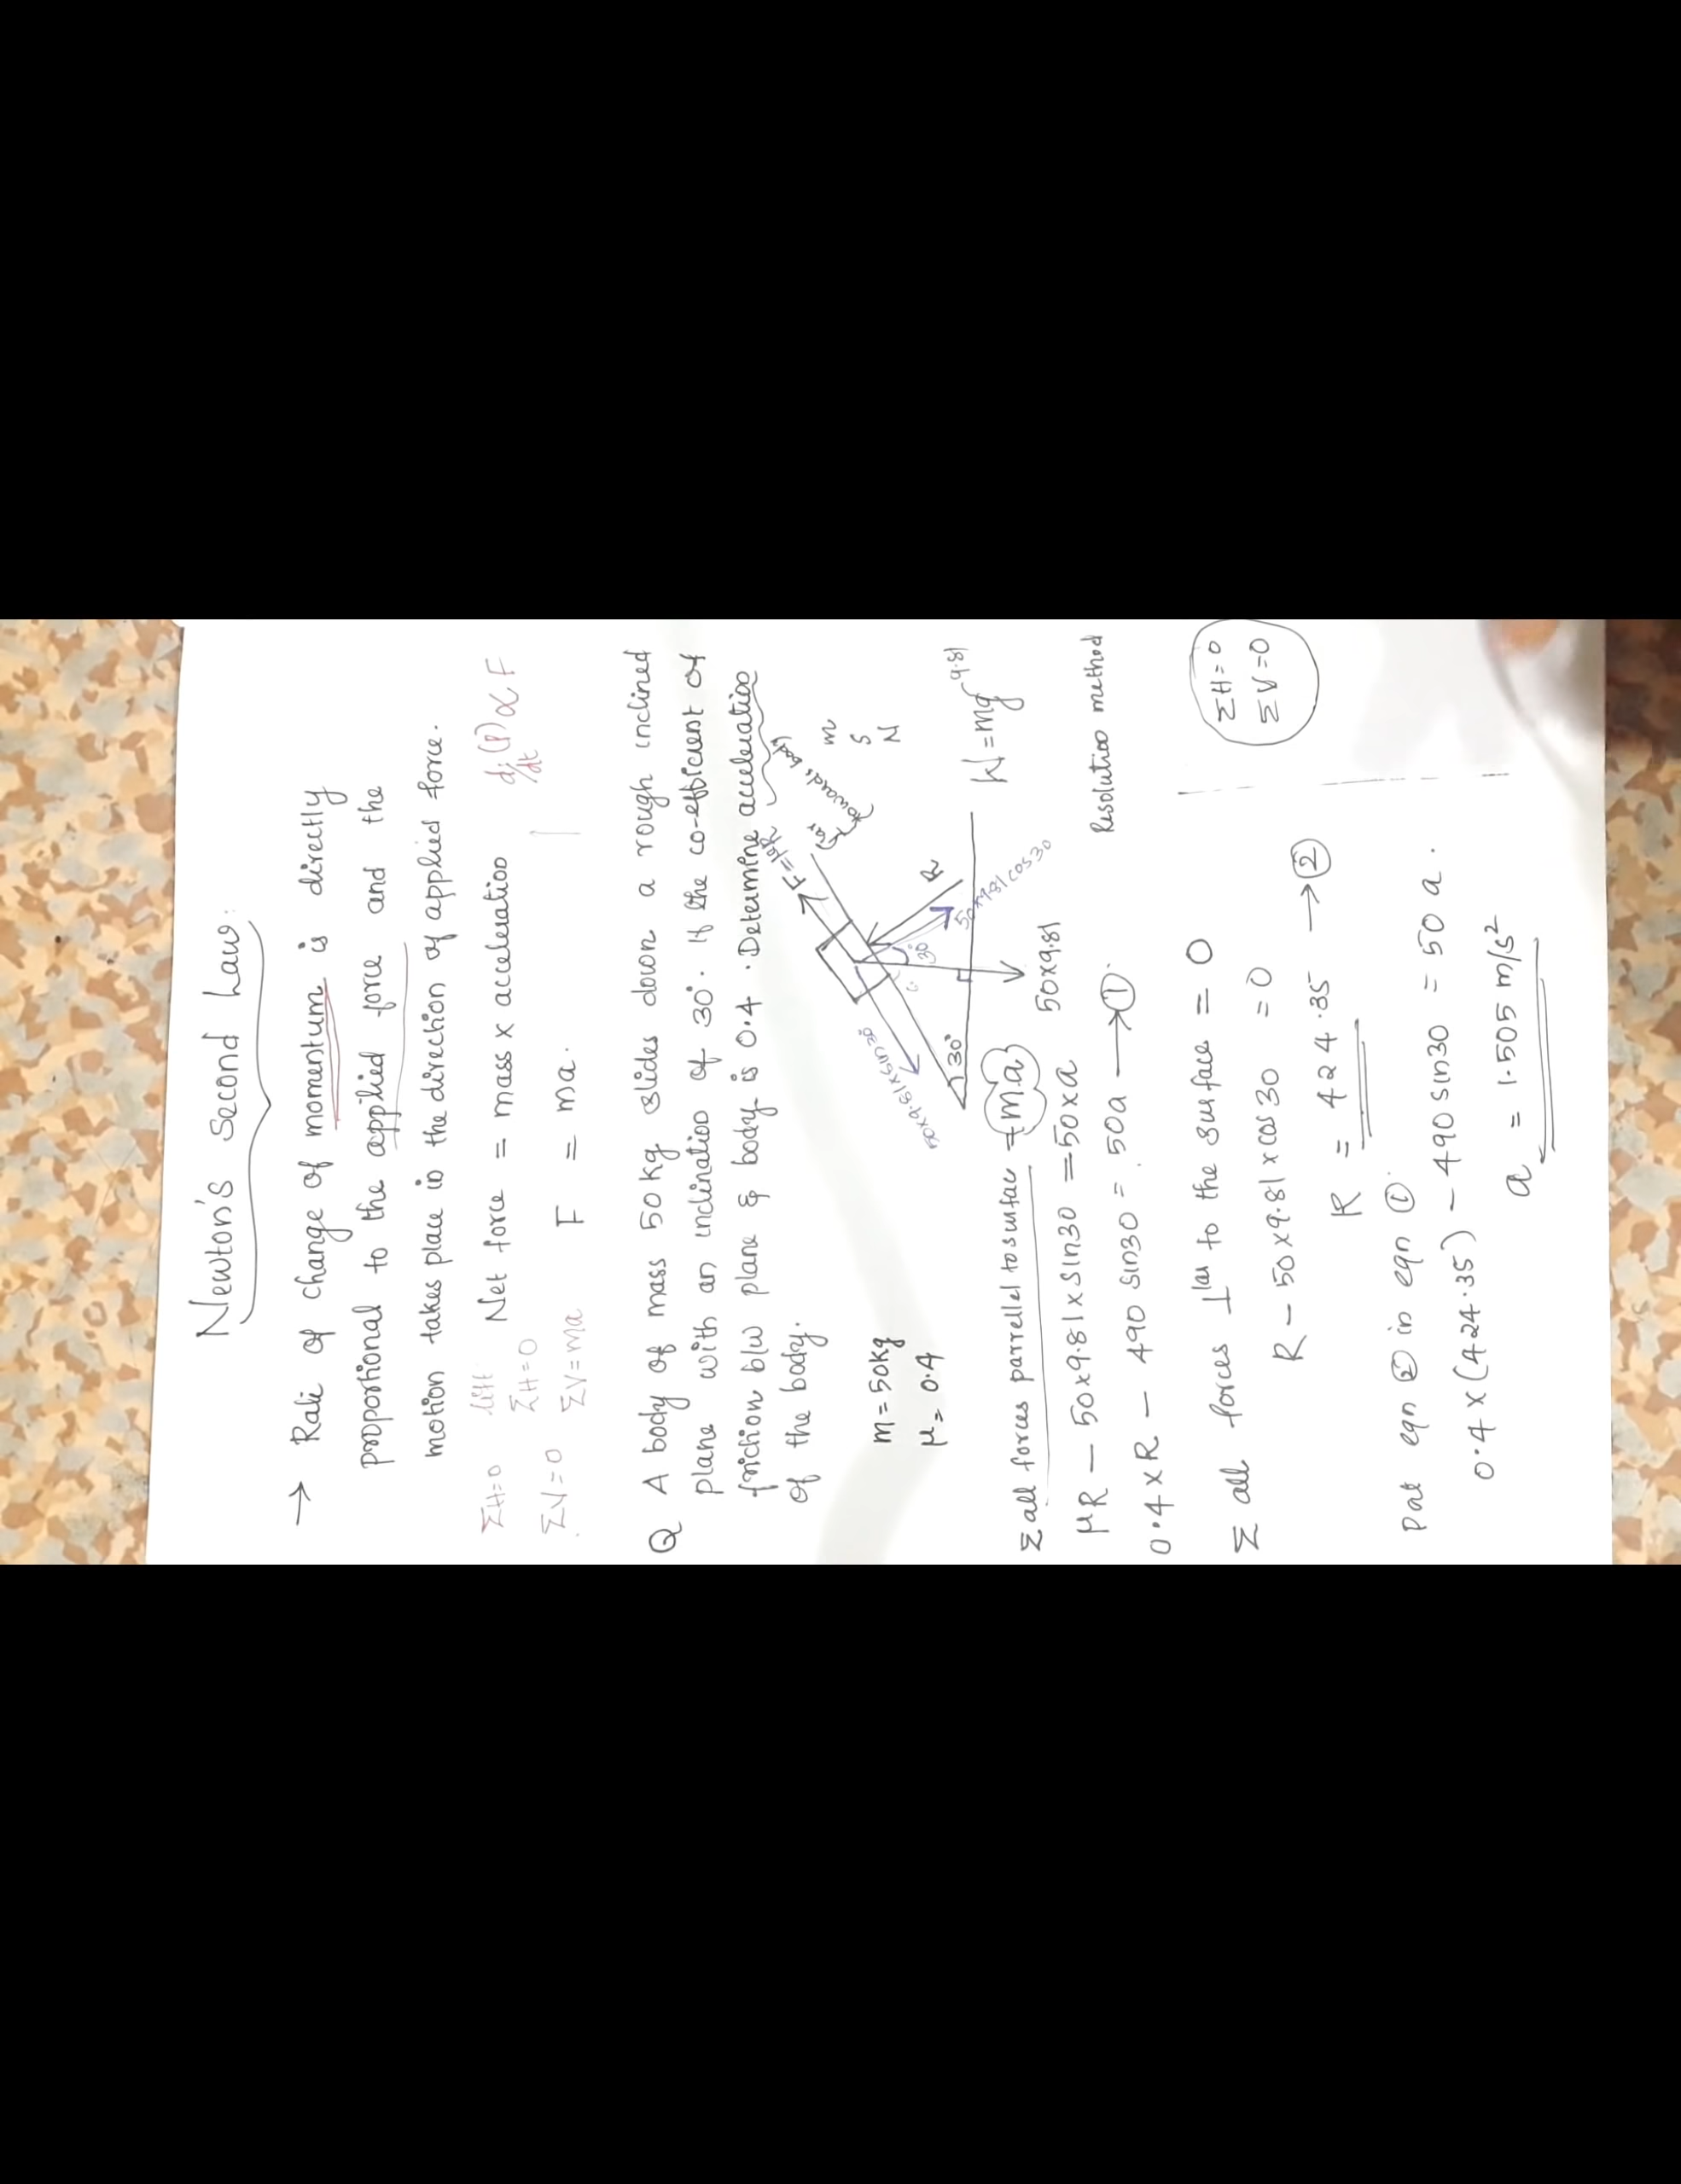 Newton's Second Law.
→ Rate of change of momentum is directly
proportional to the applied force and the
motion takes place in the direction of applied force.
ΣH=0 lift Net force = mass x acceleration d/dt (P) ∝ F
ΣH=0
ΣV=0 ΣV=ma F = ma.
Q A body of mass 50 kg slides down a rough inclined
plane with an inclination of 30°. If the co-efficient of
friction b/w plane & body is 0.4. Determine acceleration
of the body.
F=μR
towards body
m
S
N
m = 50kg
μ = 0.4
50x9.81xsin30
R
30°
50x9.81 cos30
30°
W = mg 9.81
50x9.81
Σ all forces parrellel to surface = m.a
μR - 50x9.81 x sin30 = 50xa
Resolution method
0.4 x R - 490 sin30 = 50a → ①
Σ all forces ⊥lar to the surface = 0
ΣH=0
ΣV=0
R - 50x9.81 x cos30 = 0
R = 424.35 → ②
put eqn ② in eqn ①
0.4 x (424.35) - 490 sin30 = 50 a.
a = 1.505 m/s²